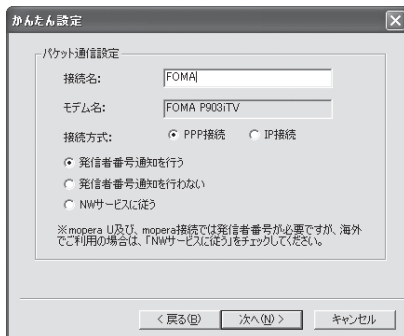 かんたん設定
パケット通信設定
接続名: FOMA
モデム名: FOMA P903iTV
接続方式: PPP接続 IP接続
発信者番号通知を行う
発信者番号通知を行わない
NWサービスに従う
※mopera U及び、mopera接続では発信者番号が必要ですが、海外
でご利用の場合は、「NWサービスに従う」をチェックしてください。
< 戻る(B) 次へ(N) > キャンセル